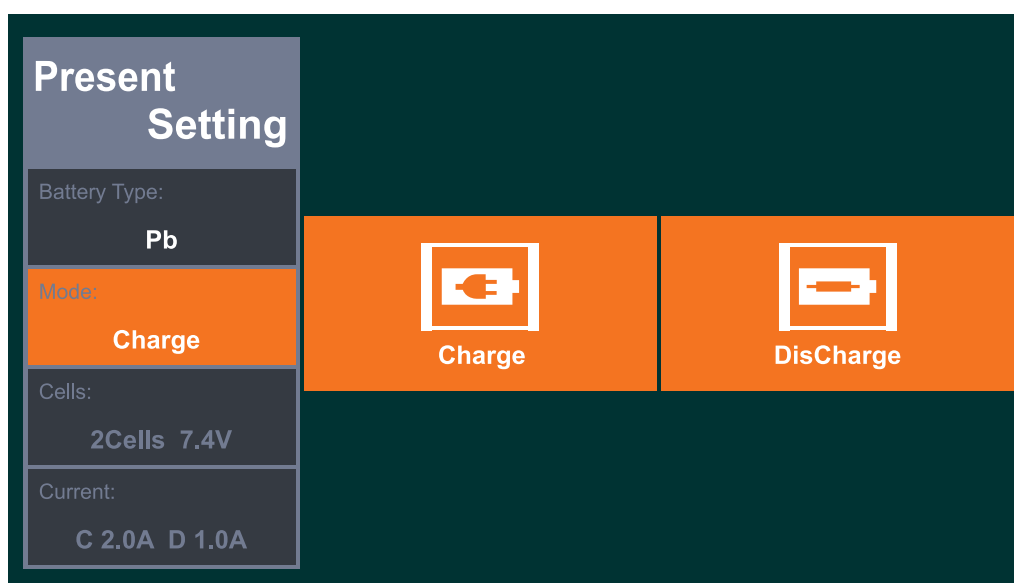 Present
Setting
Battery Type:
Pb
Mode:
Charge
Cells:
2Cells 7.4V
Current:
C 2.0A D 1.0A
Charge
DisCharge